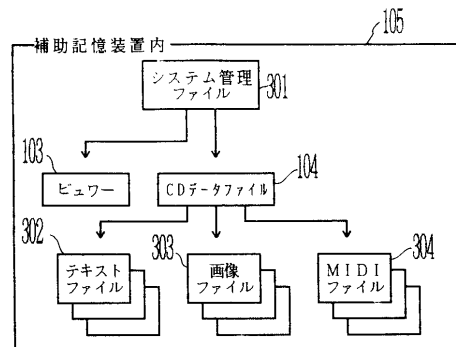 105
補助記憶装置内
システム管理
ファイル
301
103
ビュワー
104
CDデータファイル
302
テキスト
ファイル
303
画像
ファイル
304
MIDI
ファイル